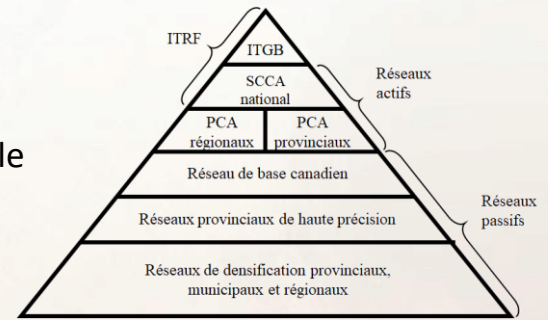 ITRF
ITGB
SCCA
national
Réseaux
actifs
PCA
régionaux
PCA
provinciaux
le
Réseau de base canadien
Réseaux provinciaux de haute précision
Réseaux
passifs
Réseaux de densification provinciaux,
municipaux et régionaux